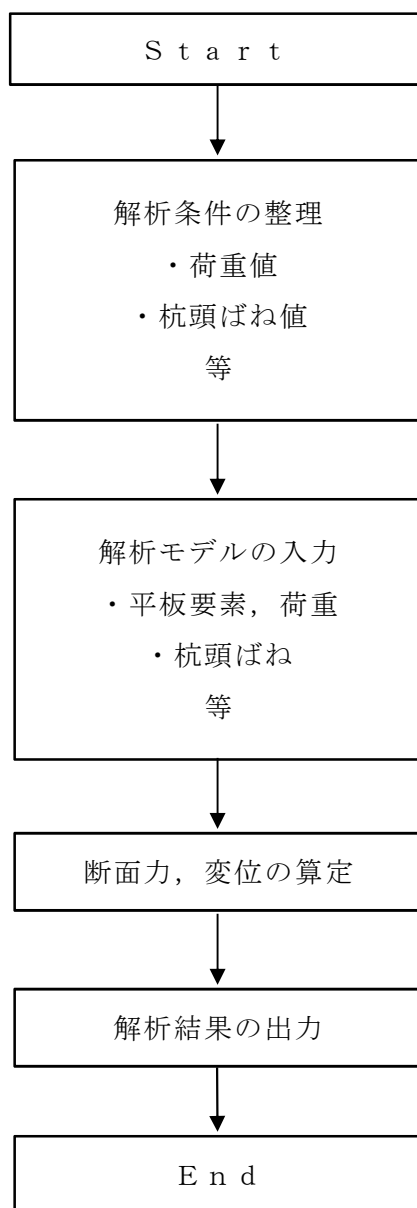 Ｓｔａｒｔ
解析条件の整理
・荷重値
・杭頭ばね値
等
解析モデルの入力
・平板要素，荷重
・杭頭ばね
等
断面力，変位の算定
解析結果の出力
Ｅｎｄ